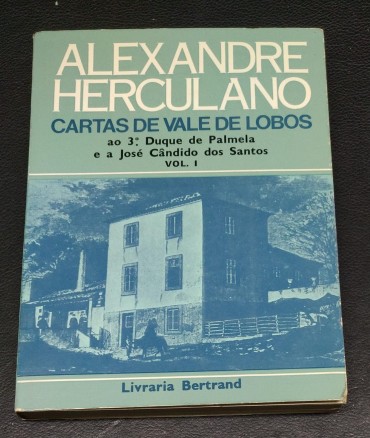 ALEXANDRE
HERCULANO
CARTAS DE VALE DE LOBOS
ao 3.º Duque de Palmela
e a José Cândido dos Santos
VOL. I
Livraria Bertrand